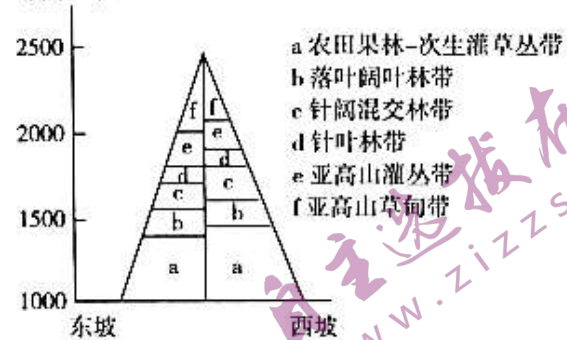 2500
2000
1500
1000
f f
e e
d d
c c
b b
a a
东坡 西坡
a 农田果林-次生灌草丛带
b 落叶阔叶林带
c 针阔混交林带
d 针叶林带
e 亚高山灌丛带
f 亚高山草甸带